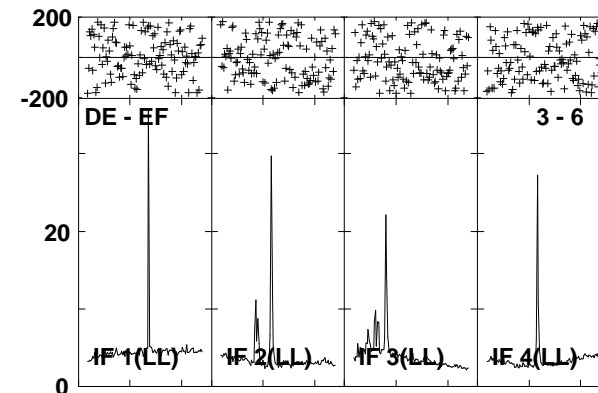 200
-200
DE - EF 3 - 6
20
IF 1(LL) IF 2(LL) IF 3(LL) IF 4(LL)
0